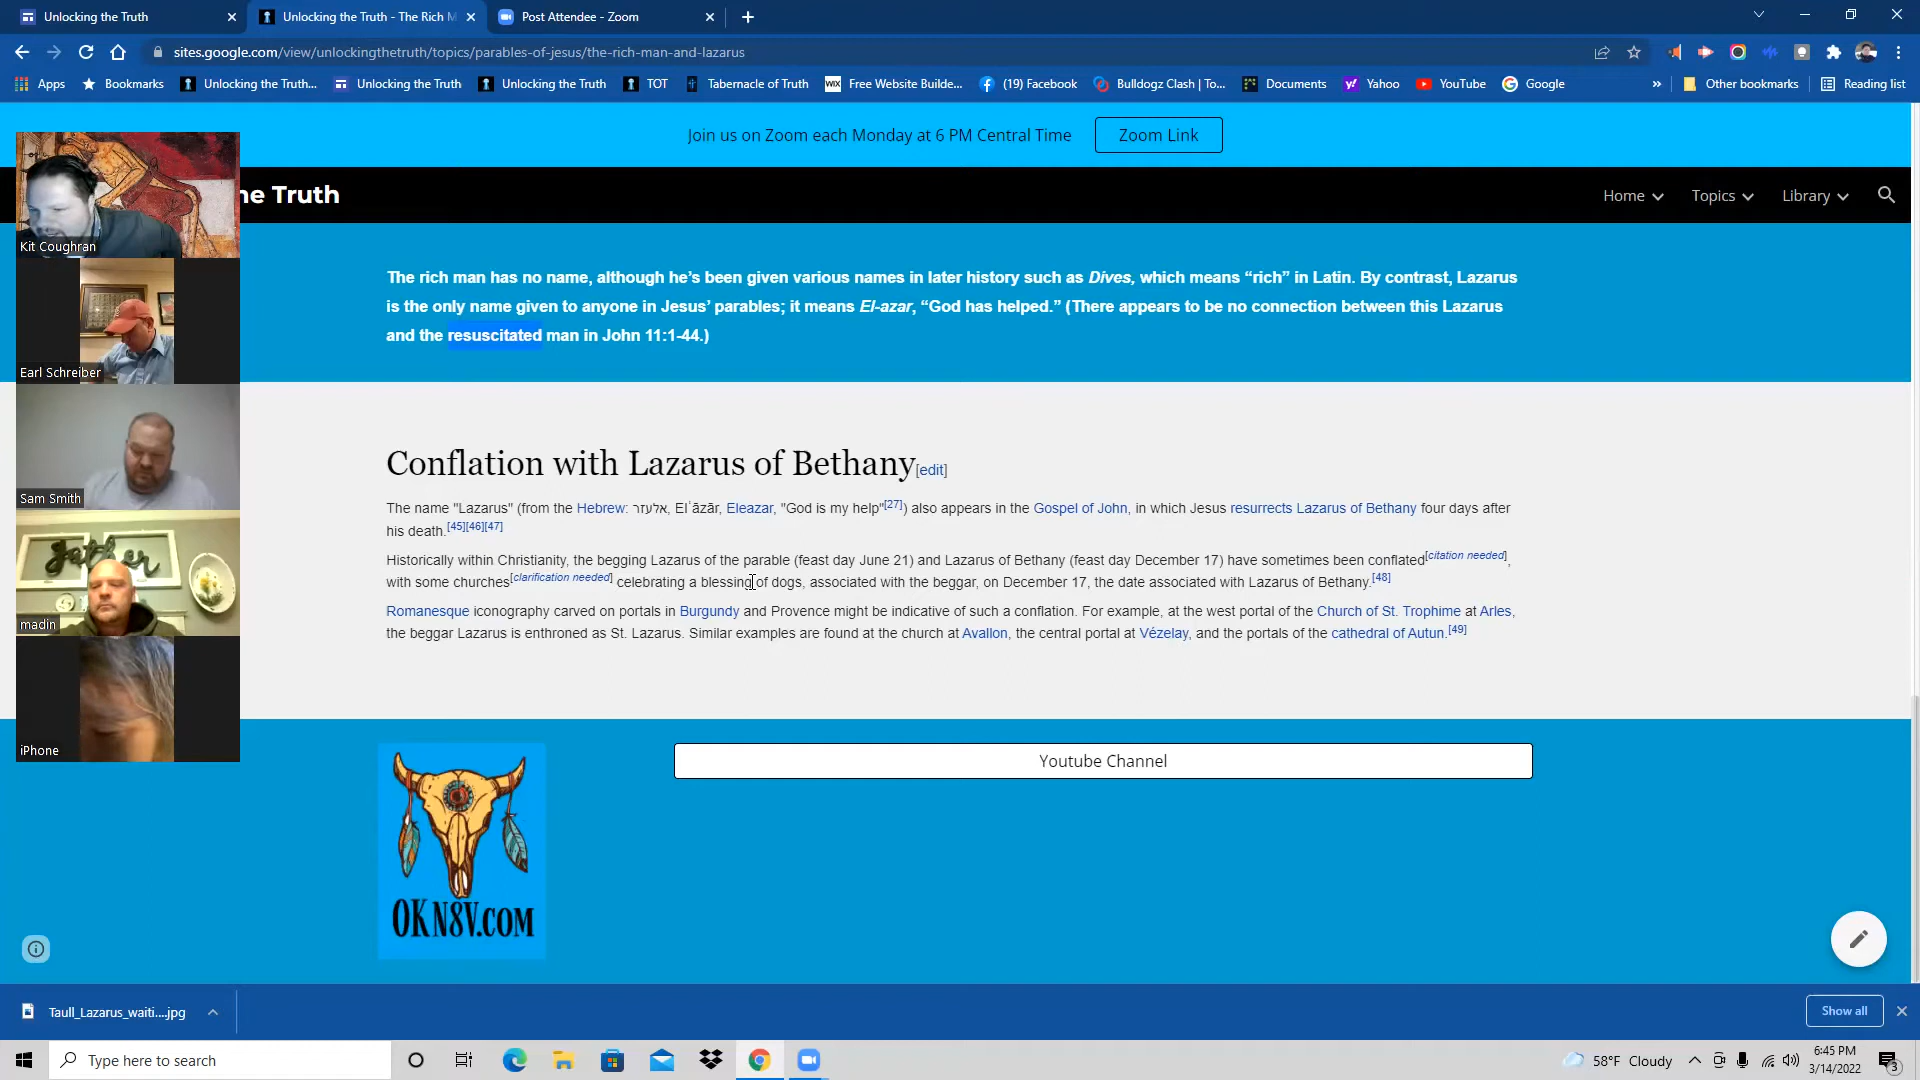 Unlocking the Truth
Unlocking the Truth - The Rich M
Post Attendee - Zoom
sites.google.com/view/unlockingthetruth/topics/parables-of-jesus/the-rich-man-and-lazarus
Apps Bookmarks Unlocking the Truth... Unlocking the Truth Unlocking the Truth TOT Tabernacle of Truth WiX Free Website Builde... (19) Facebook Bulldogz Clash | To... Documents Yahoo YouTube Google » Other bookmarks Reading list
Join us on Zoom each Monday at 6 PM Central Time Zoom Link
he Truth Home Topics Library
Kit Coughran
Earl Schreiber
Sam Smith
gather
madin
iPhone
The rich man has no name, although he’s been given various names in later history such as Dives, which means “rich” in Latin. By contrast, Lazarus
is the only name given to anyone in Jesus’ parables; it means El-azar, “God has helped.” (There appears to be no connection between this Lazarus
and the resuscitated man in John 11:1-44.)
Conflation with Lazarus of Bethany[edit]
The name "Lazarus" (from the Hebrew: אלעזר, Elʿāzār, Eleazar, "God is my help"[27]) also appears in the Gospel of John, in which Jesus resurrects Lazarus of Bethany four days after
his death.[45][46][47]
Historically within Christianity, the begging Lazarus of the parable (feast day June 21) and Lazarus of Bethany (feast day December 17) have sometimes been conflated[citation needed],
with some churches[clarification needed] celebrating a blessing of dogs, associated with the beggar, on December 17, the date associated with Lazarus of Bethany.[48]
Romanesque iconography carved on portals in Burgundy and Provence might be indicative of such a conflation. For example, at the west portal of the Church of St. Trophime at Arles,
the beggar Lazarus is enthroned as St. Lazarus. Similar examples are found at the church at Avallon, the central portal at Vézelay, and the portals of the cathedral of Autun.[49]
Youtube Channel
OKN8V.COM
Taull_Lazarus_waiti....jpg Show all
Type here to search
58°F Cloudy
6:45 PM
3/14/2022
3